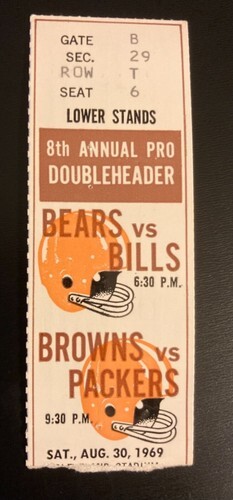 GATE B
SEC. 29
ROW T
SEAT 6
LOWER STANDS
8th ANNUAL PRO
DOUBLEHEADER
BEARS vs
BILLS
6:30 P.M.
BROWNS vs
PACKERS
9:30 P.M.
SAT., AUG. 30, 1969